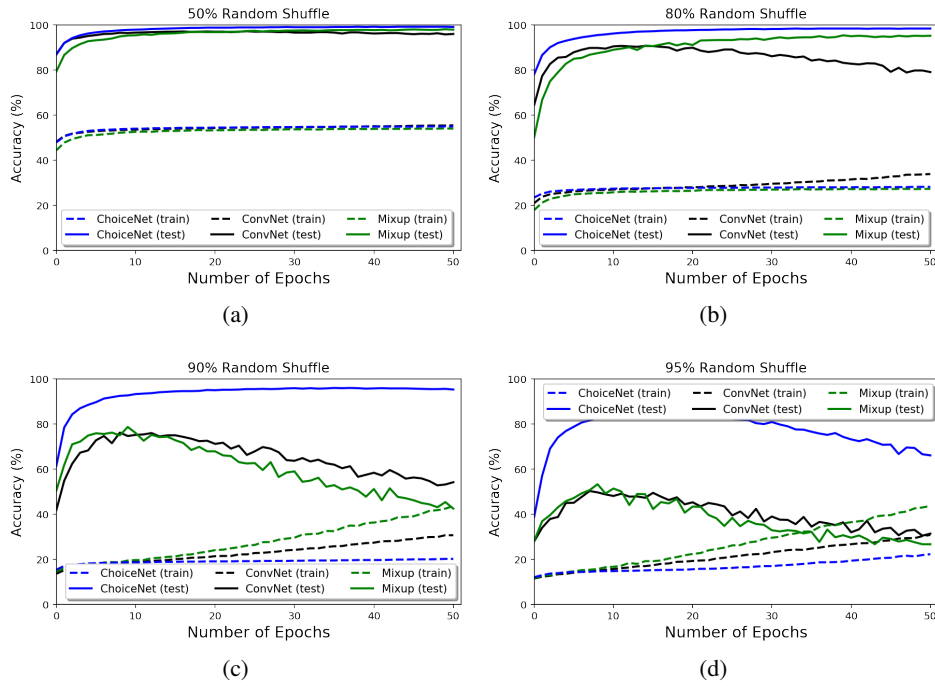 50% Random Shuffle
100
80
60
40
20
0
Accuracy (%)
ChoiceNet (train) ConvNet (train) Mixup (train)
ChoiceNet (test) ConvNet (test) Mixup (test)
0 10 20 30 40 50
Number of Epochs
(a)
80% Random Shuffle
100
80
60
40
20
0
Accuracy (%)
ChoiceNet (train) ConvNet (train) Mixup (train)
ChoiceNet (test) ConvNet (test) Mixup (test)
0 10 20 30 40 50
Number of Epochs
(b)
90% Random Shuffle
100
80
60
40
20
0
Accuracy (%)
ChoiceNet (train) ConvNet (train) Mixup (train)
ChoiceNet (test) ConvNet (test) Mixup (test)
0 10 20 30 40 50
Number of Epochs
(c)
95% Random Shuffle
100
80
60
40
20
0
Accuracy (%)
ChoiceNet (train) ConvNet (train) Mixup (train)
ChoiceNet (test) ConvNet (test) Mixup (test)
0 10 20 30 40 50
Number of Epochs
(d)